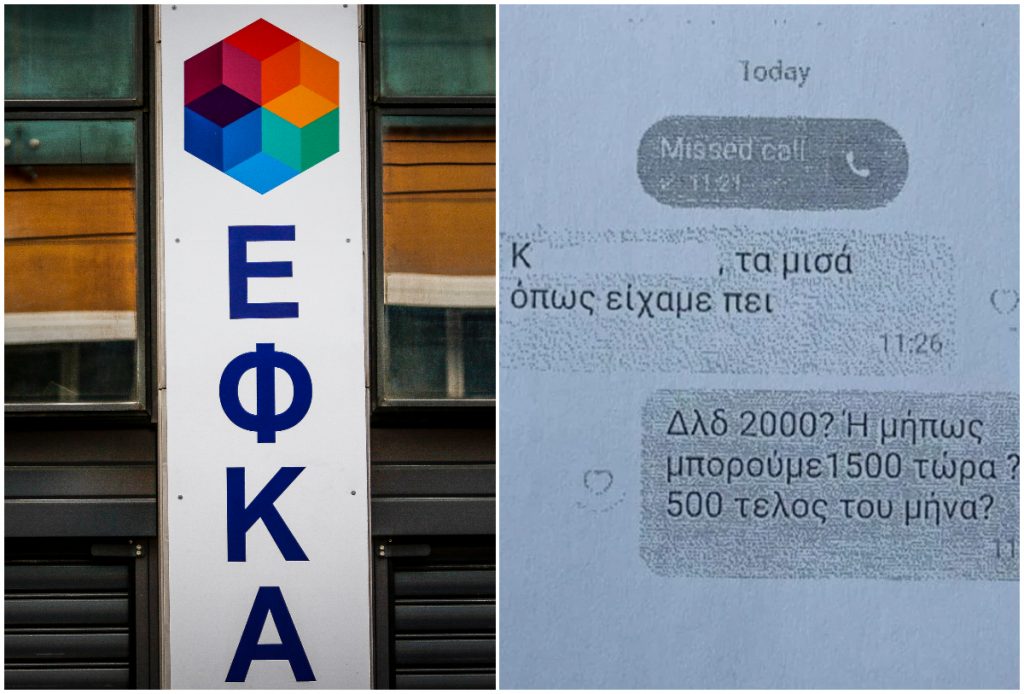 ΕΦΚΑ
Today
Missed call
11:21
Κ , τα μισά
όπως είχαμε πει
11:26
Δλδ 2000? Ή μήπως
μπορούμε1500 τώρα ?
500 τελος του μήνα?